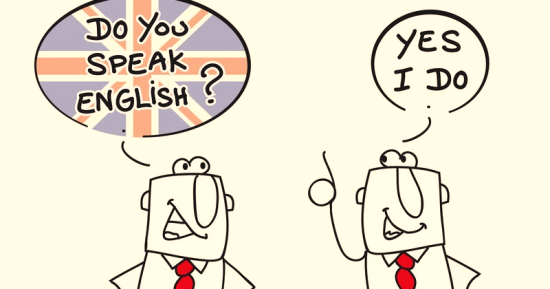 DO YOU
SPEAK
ENGLISH?
YES
I DO